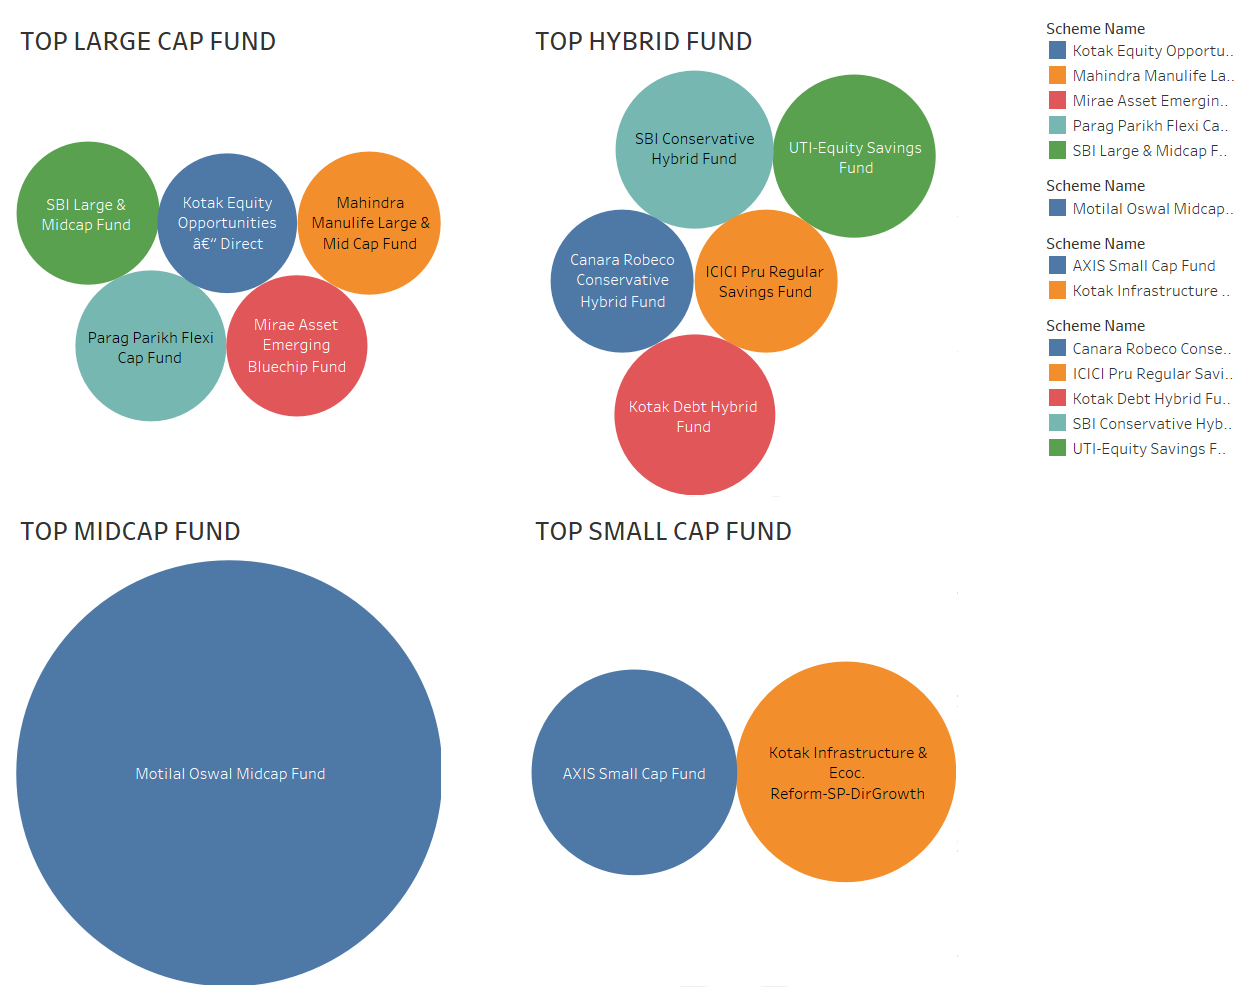 TOP LARGE CAP FUND
SBI Large &
Midcap Fund
Kotak Equity
Opportunities
â€“ Direct
Mahindra
Manulife Large &
Mid Cap Fund
Parag Parikh Flexi
Cap Fund
Mirae Asset
Emerging
Bluechip Fund
TOP HYBRID FUND
SBI Conservative
Hybrid Fund
UTI-Equity Savings
Fund
Canara Robeco
Conservative
Hybrid Fund
ICICI Pru Regular
Savings Fund
Kotak Debt Hybrid
Fund
Scheme Name
Kotak Equity Opportu..
Mahindra Manulife La..
Mirae Asset Emergin..
Parag Parikh Flexi Ca..
SBI Large & Midcap F..
Scheme Name
Motilal Oswal Midcap..
Scheme Name
AXIS Small Cap Fund
Kotak Infrastructure ..
Scheme Name
Canara Robeco Conse..
ICICI Pru Regular Savi..
Kotak Debt Hybrid Fu..
SBI Conservative Hyb..
UTI-Equity Savings F..
TOP MIDCAP FUND
Motilal Oswal Midcap Fund
TOP SMALL CAP FUND
AXIS Small Cap Fund
Kotak Infrastructure &
Ecoc.
Reform-SP-DirGrowth